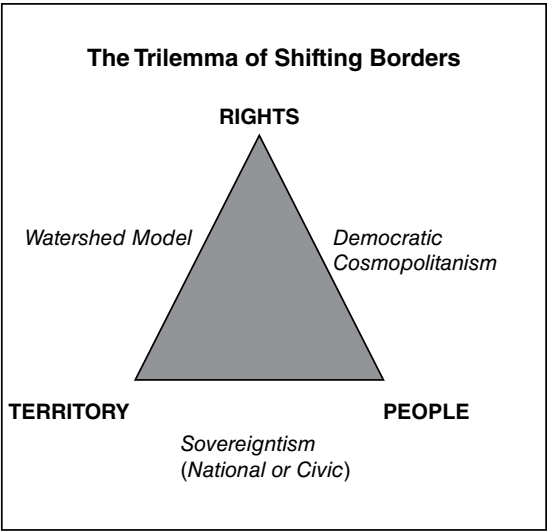 The Trilemma of Shifting Borders
RIGHTS
Watershed Model
Democratic
Cosmopolitanism
TERRITORY
PEOPLE
Sovereigntism
(National or Civic)